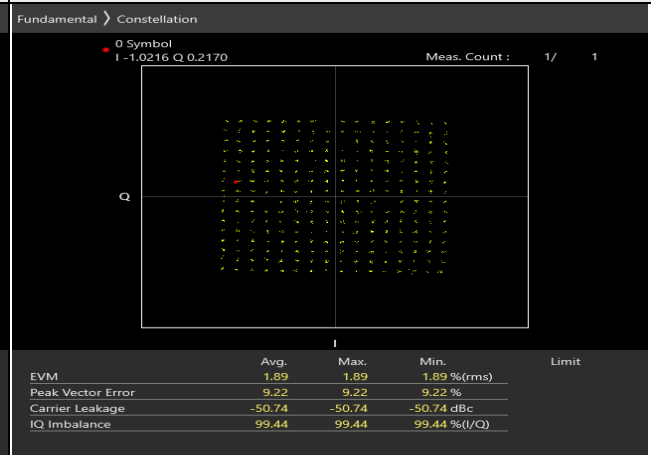 Fundamental 〉 Constellation
0 Symbol
I -1.0216 Q 0.2170 Meas. Count : 1/ 1
Q
I
Avg. Max. Min. Limit
EVM 1.89 1.89 1.89 %(rms)
Peak Vector Error 9.22 9.22 9.22 %
Carrier Leakage -50.74 -50.74 -50.74 dBc
IQ Imbalance 99.44 99.44 99.44 %(I/Q)